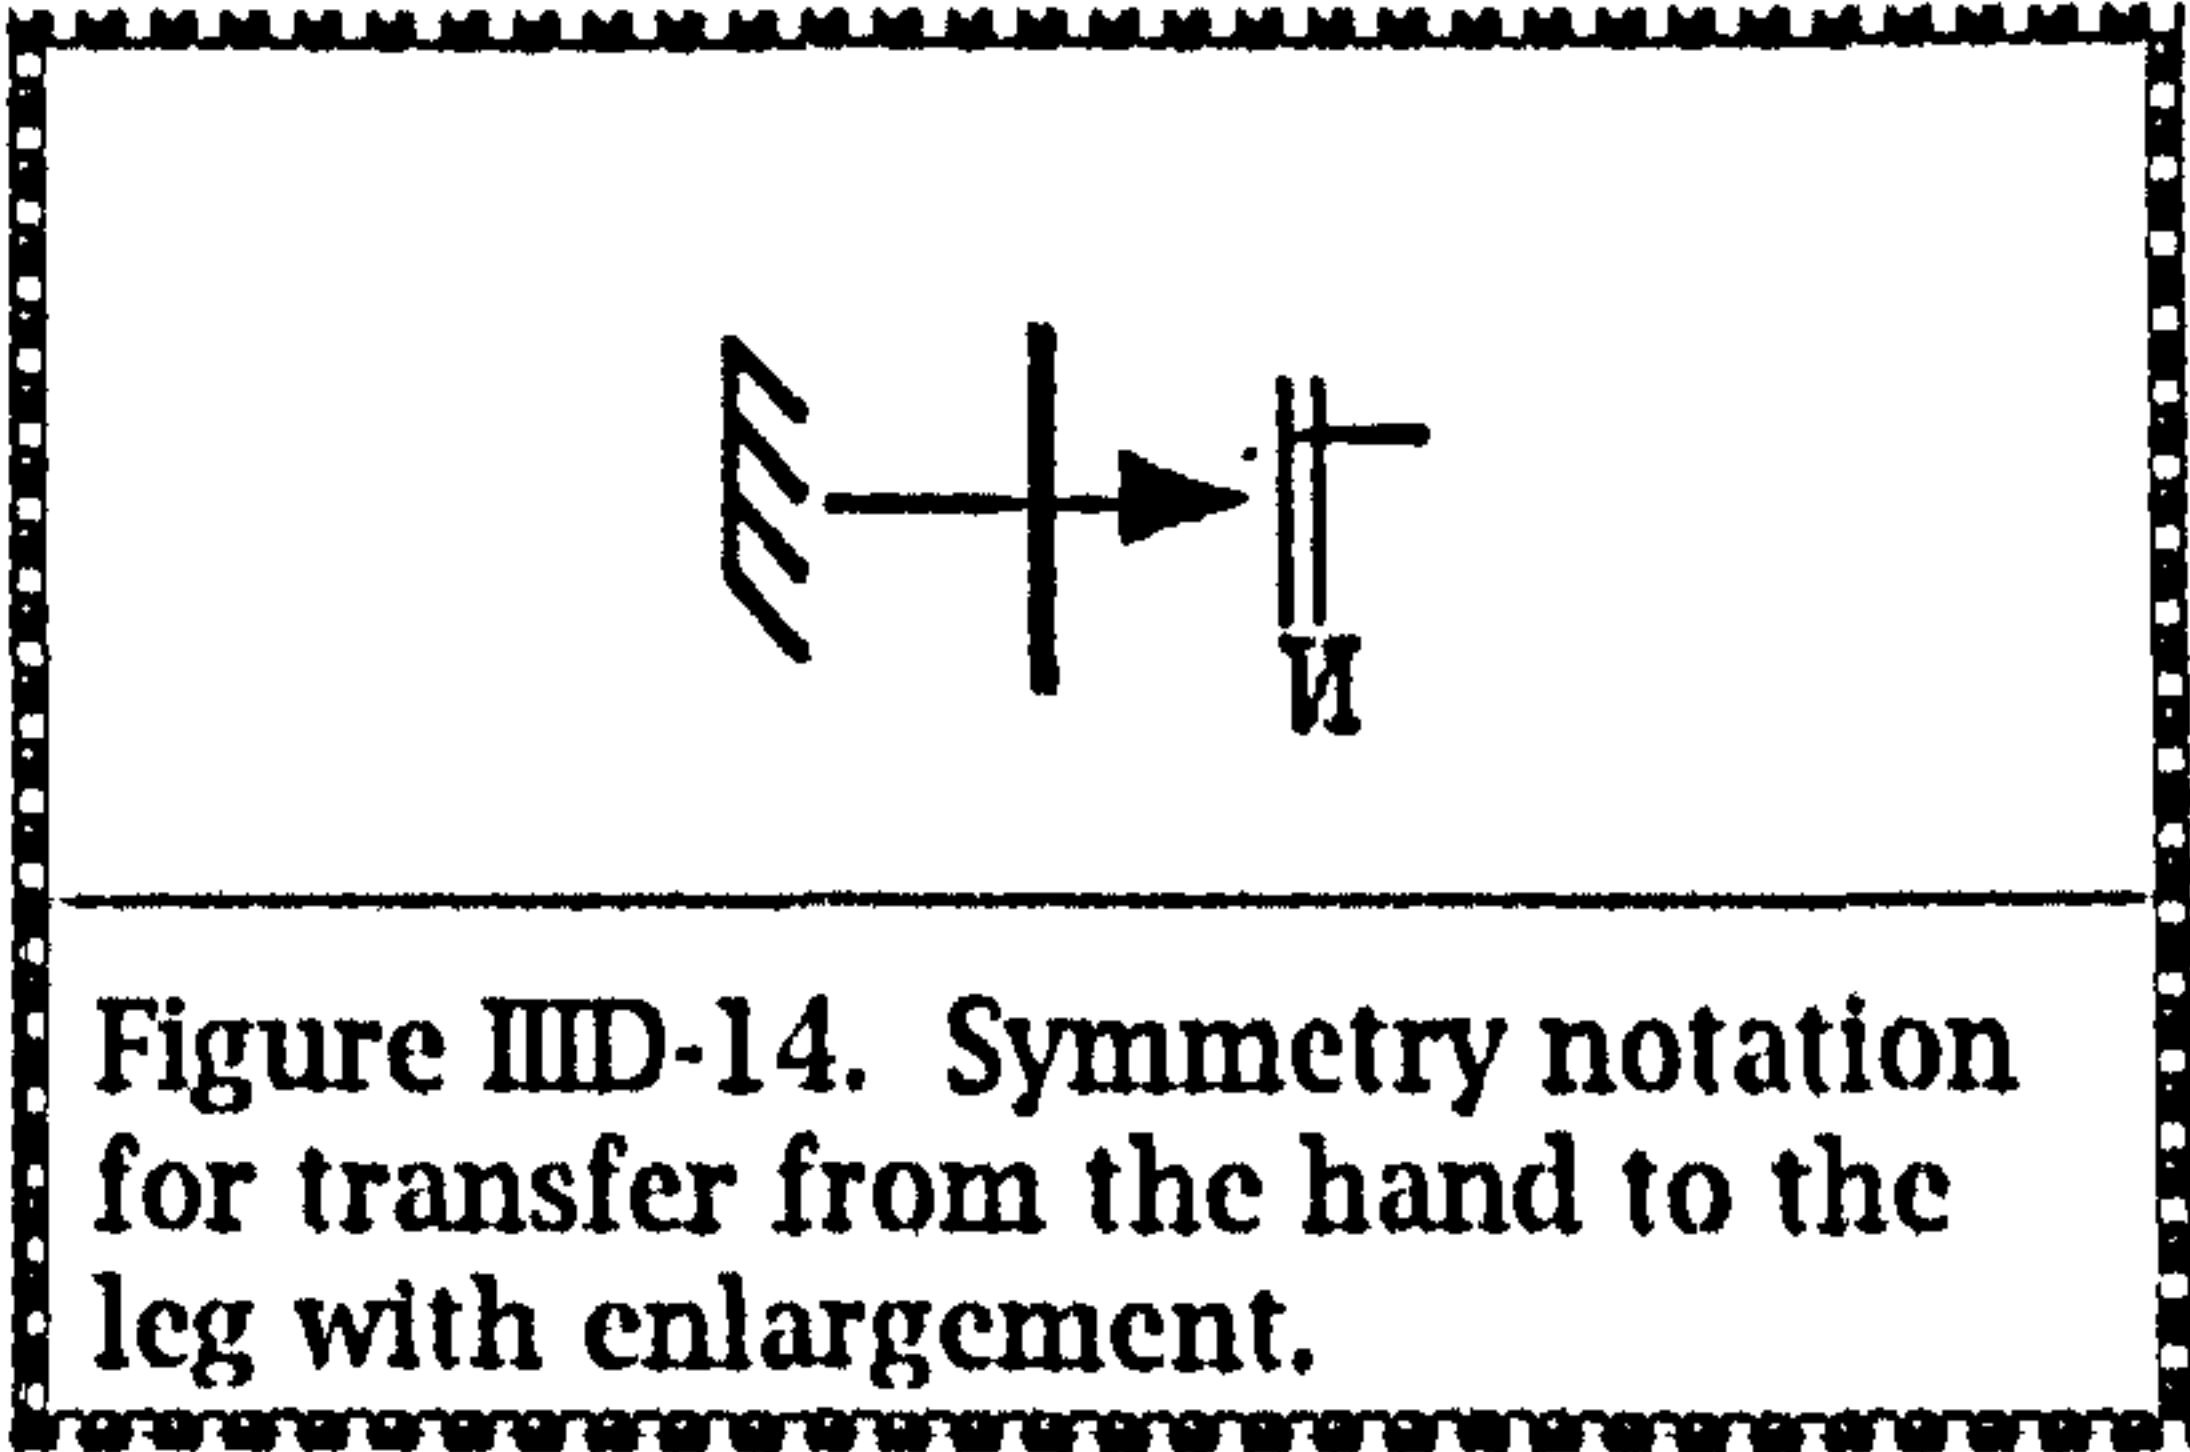 Figure IIID-14. Symmetry notation
for transfer from the hand to the
leg with enlargement.